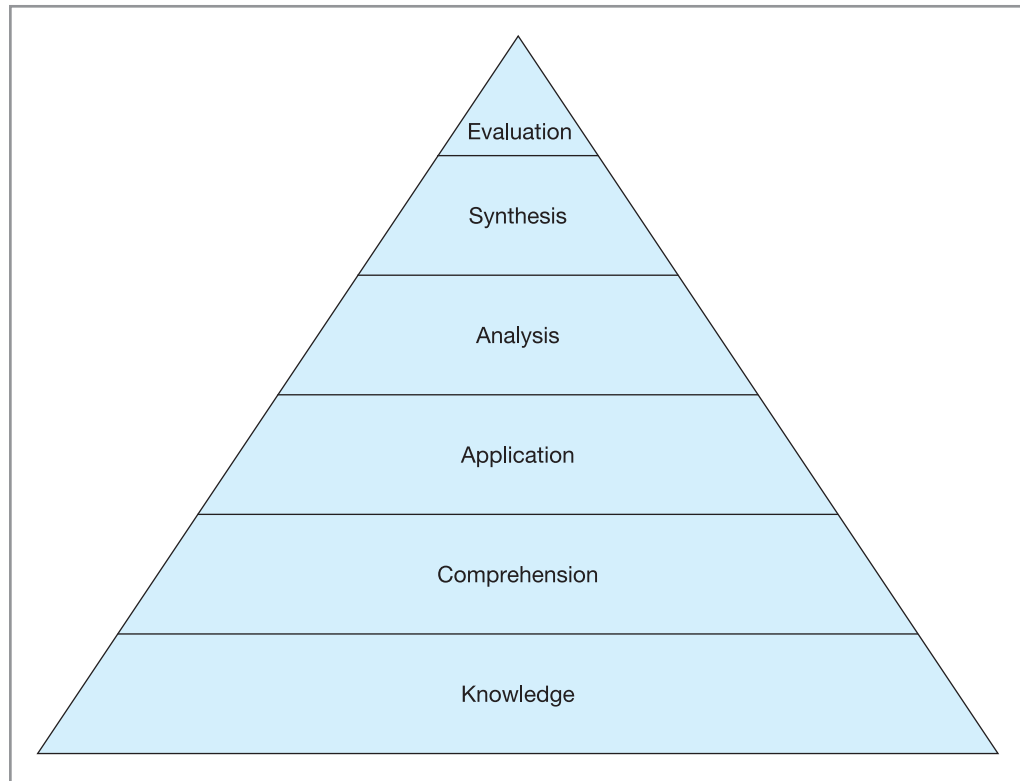 Evaluation
Synthesis
Analysis
Application
Comprehension
Knowledge